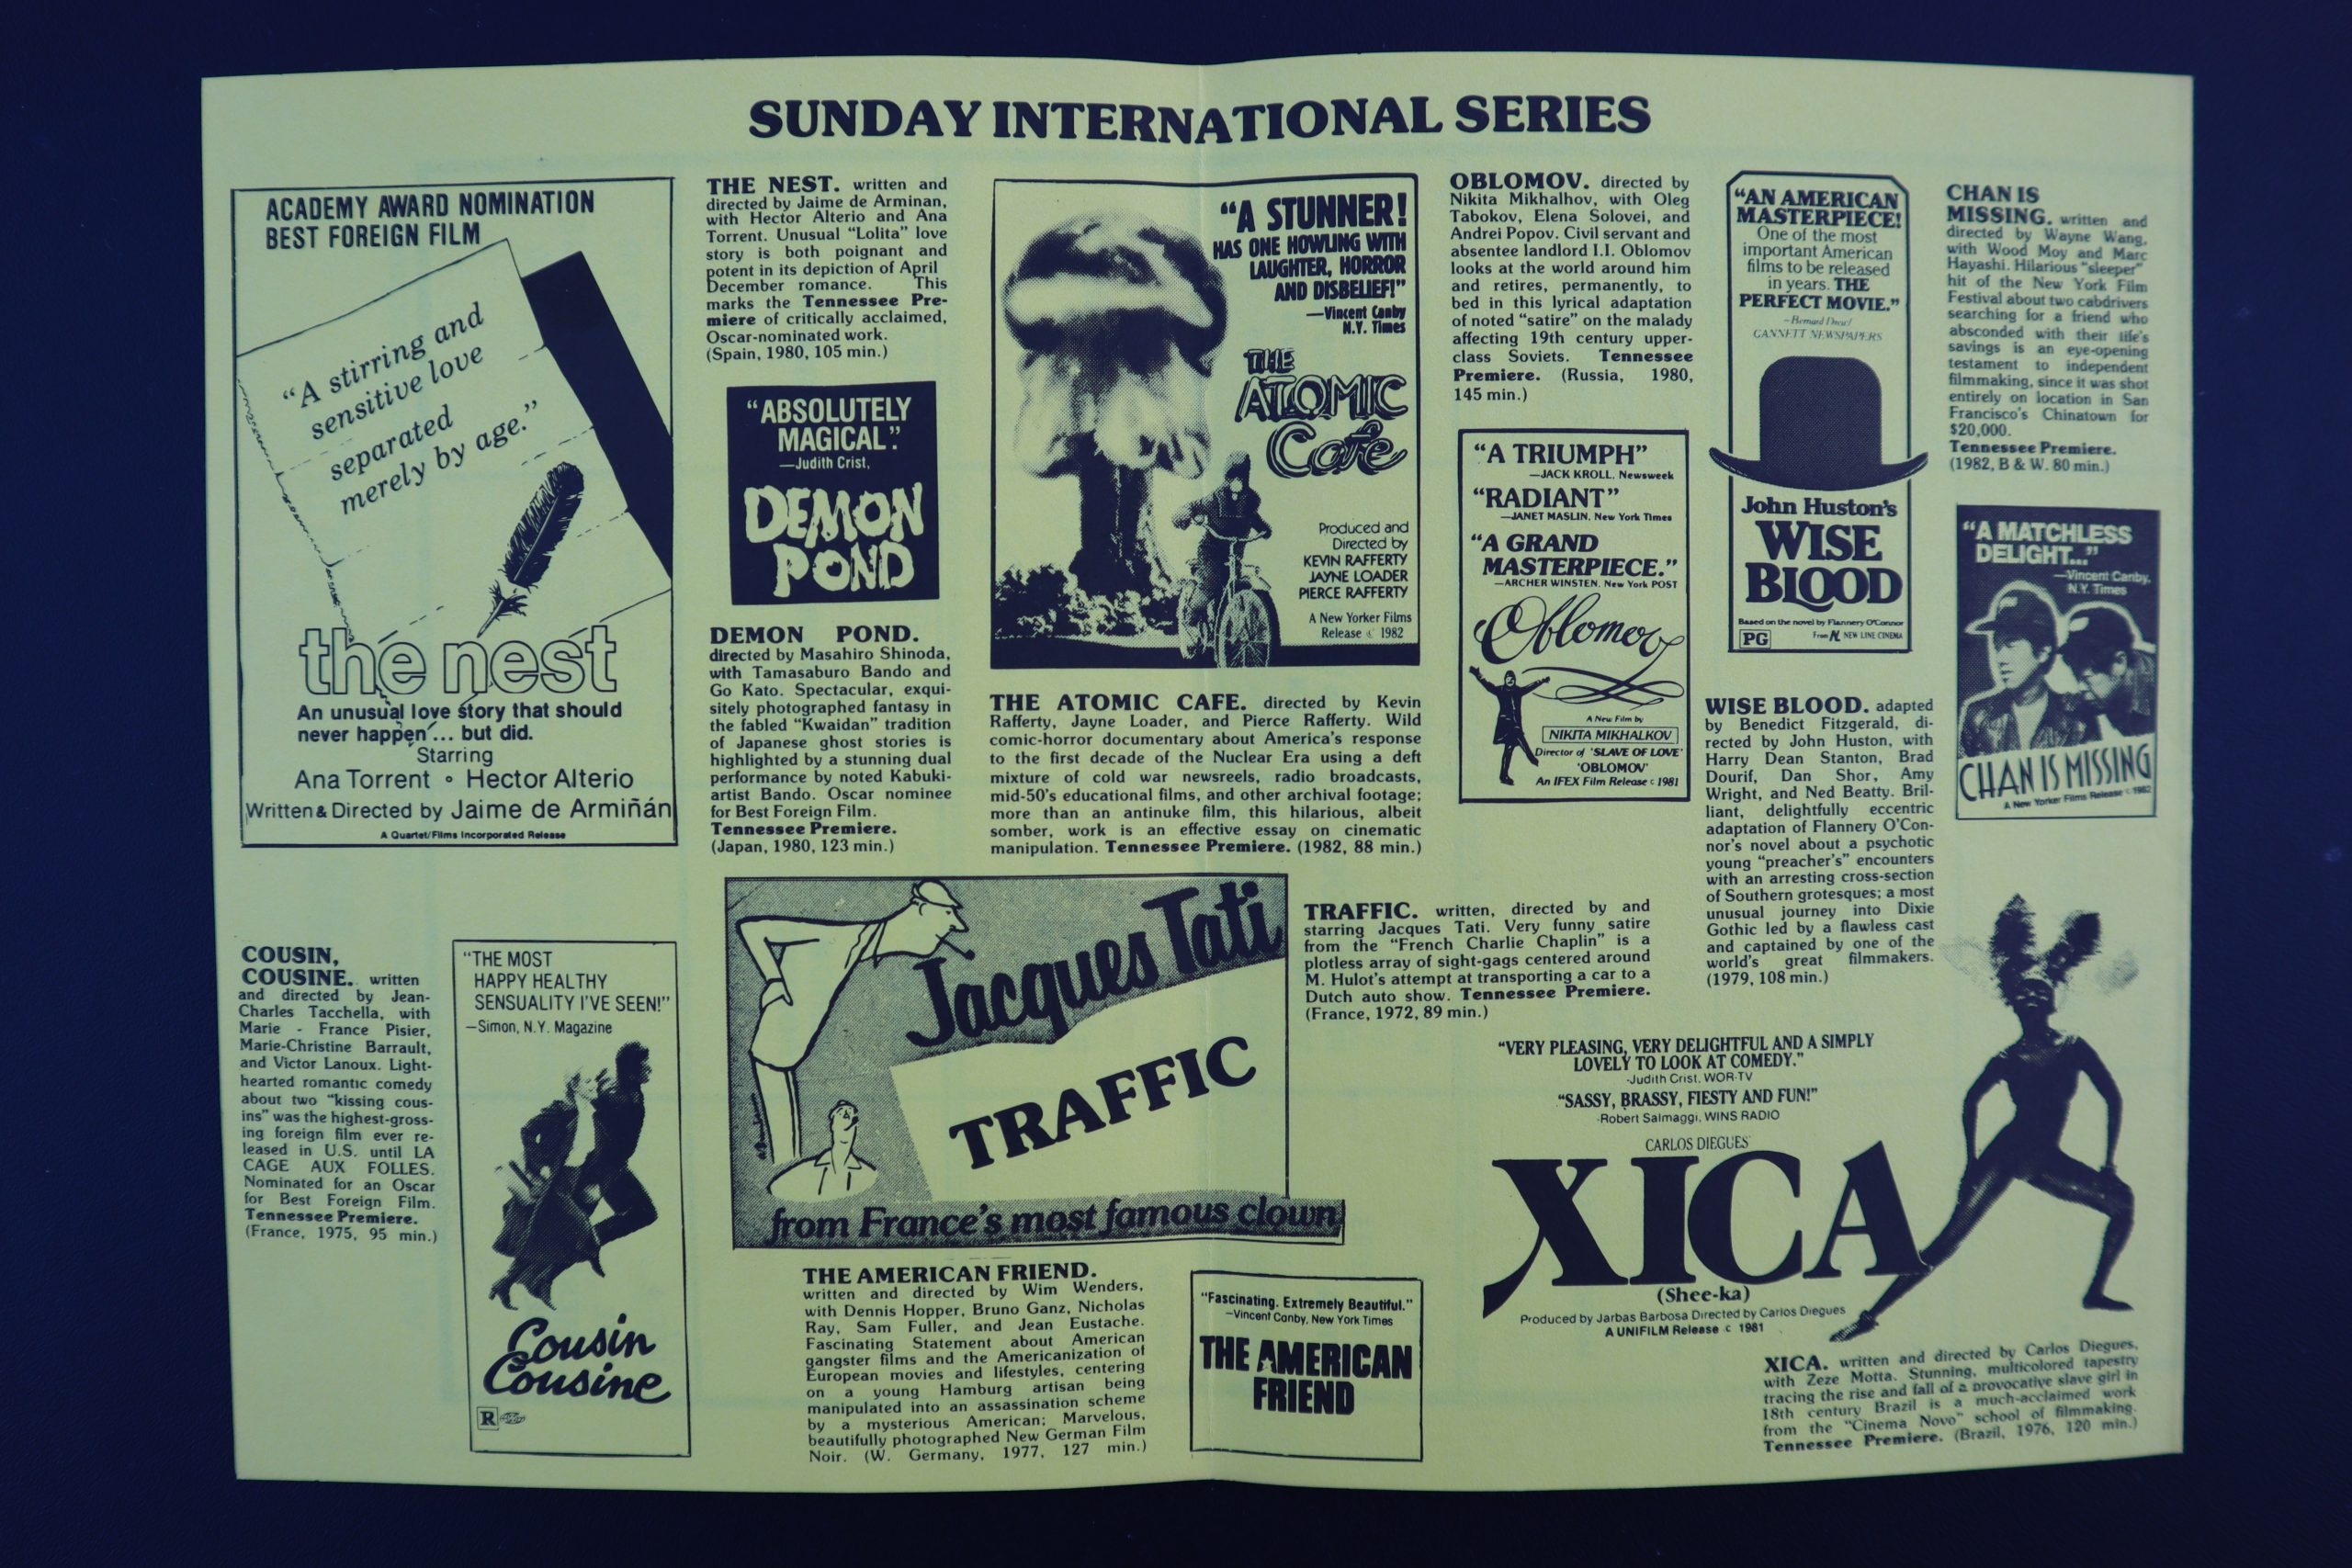 SUNDAY INTERNATIONAL SERIES
ACADEMY AWARD NOMINATION
BEST FOREIGN FILM
“A stirring and
sensitive love
separated
merely by age.”
the nest
An unusual love story that should
never happen... but did.
Starring
Ana Torrent • Hector Alterio
Written & Directed by Jaime de Armiñán
A Quartet/Films Incorporated Release
THE NEST. written and
directed by Jaime de Arminan,
with Hector Alterio and Ana
Torrent. Unusual “Lolita” love
story is both poignant and
potent in its depiction of April
December romance. This
marks the Tennessee Pre-
miere of critically acclaimed,
Oscar-nominated work.
(Spain, 1980, 105 min.)
“ABSOLUTELY
MAGICAL”.
—Judith Crist,
DEMON
POND
DEMON POND.
directed by Masahiro Shinoda,
with Tamasaburo Bando and
Go Kato. Spectacular, exqui-
sitely photographed fantasy in
the fabled “Kwaidan” tradition
of Japanese ghost stories is
highlighted by a stunning dual
performance by noted Kabuki-
artist Bando. Oscar nominee
for Best Foreign Film.
Tennessee Premiere.
(Japan, 1980, 123 min.)
“A STUNNER!
HAS ONE HOWLING WITH
LAUGHTER, HORROR
AND DISBELIEF!”
—Vincent Canby
N.Y. Times
THE
ATOMIC
Cafe
Produced and
Directed by
KEVIN RAFFERTY
JAYNE LOADER
PIERCE RAFFERTY
A New Yorker Films
Release © 1982
THE ATOMIC CAFE. directed by Kevin
Rafferty, Jayne Loader, and Pierce Rafferty. Wild
comic-horror documentary about America's response
to the first decade of the Nuclear Era using a deft
mixture of cold war newsreels, radio broadcasts,
mid-50's educational films, and other archival footage;
more than an antinuke film, this hilarious, albeit
somber, work is an effective essay on cinematic
manipulation. Tennessee Premiere. (1982, 88 min.)
OBLOMOV. directed by
Nikita Mikhalhov, with Oleg
Tabokov, Elena Solovei, and
Andrei Popov. Civil servant and
absentee landlord I.I. Oblomov
looks at the world around him
and retires, permanently, to
bed in this lyrical adaptation
of noted “satire” on the malady
affecting 19th century upper-
class Soviets. Tennessee
Premiere. (Russia, 1980,
145 min.)
“A TRIUMPH”
—JACK KROLL, Newsweek
“RADIANT”
—JANET MASLIN, New York Times
“A GRAND
MASTERPIECE.”
—ARCHER WINSTEN, New York POST
Oblomov
A New Film by
NIKITA MIKHALKOV
Director of ‘SLAVE OF LOVE’
‘OBLOMOV’
An IFEX Film Release © 1981
“AN AMERICAN
MASTERPIECE!
One of the most
important American
films to be released
in years. THE
PERFECT MOVIE.”
—Bernard Drew/
GANNETT NEWSPAPERS
John Huston's
WISE
BLOOD
Based on the novel by Flannery O'Connor
PG
From NEW LINE CINEMA
WISE BLOOD. adapted
by Benedict Fitzgerald, di-
rected by John Huston, with
Harry Dean Stanton, Brad
Dourif, Dan Shor, Amy
Wright, and Ned Beatty. Bril-
liant, delightfully eccentric
adaptation of Flannery O'Con-
nor's novel about a psychotic
young “preacher's” encounters
with an arresting cross-section
of Southern grotesques; a most
unusual journey into Dixie
Gothic led by a flawless cast
and captained by one of the
world's great filmmakers.
(1979, 108 min.)
CHAN IS
MISSING. written and
directed by Wayne Wang,
with Wood Moy and Marc
Hayashi. Hilarious “sleeper”
hit of the New York Film
Festival about two cabdrivers
searching for a friend who
absconded with their life's
savings is an eye-opening
testament to independent
filmmaking, since it was shot
entirely on location in San
Francisco's Chinatown for
$20,000.
Tennessee Premiere.
(1982, B & W. 80 min.)
“A MATCHLESS
DELIGHT...”
—Vincent Canby,
N.Y. Times
CHAN IS MISSING
A New Yorker Films Release © 1982
COUSIN,
COUSINE. written
and directed by Jean-
Charles Tacchella, with
Marie - France Pisier,
Marie-Christine Barrault,
and Victor Lanoux. Light-
hearted romantic comedy
about two “kissing cous-
ins” was the highest-gross-
ing foreign film ever re-
leased in U.S. until LA
CAGE AUX FOLLES.
Nominated for an Oscar
for Best Foreign Film.
Tennessee Premiere.
(France, 1975, 95 min.)
“THE MOST
HAPPY HEALTHY
SENSUALITY I'VE SEEN!”
—Simon, N.Y. Magazine
Cousin
Cousine
R
Jacques Tati
TRAFFIC
from France's most famous clown
TRAFFIC. written, directed by and
starring Jacques Tati. Very funny satire
from the “French Charlie Chaplin” is a
plotless array of sight-gags centered around
M. Hulot's attempt at transporting a car to a
Dutch auto show. Tennessee Premiere.
(France, 1972, 89 min.)
THE AMERICAN FRIEND.
written and directed by Wim Wenders,
with Dennis Hopper, Bruno Ganz, Nicholas
Ray, Sam Fuller, and Jean Eustache.
Fascinating Statement about American
gangster films and the Americanization of
European movies and lifestyles, centering
on a young Hamburg artisan being
manipulated into an assassination scheme
by a mysterious American; Marvelous,
beautifully photographed New German Film
Noir. (W. Germany, 1977, 127 min.)
“Fascinating. Extremely Beautiful.”
—Vincent Canby, New York Times
THE AMERICAN
FRIEND
“VERY PLEASING, VERY DELIGHTFUL AND A SIMPLY
LOVELY TO LOOK AT COMEDY.”
-Judith Crist, WOR-TV
“SASSY, BRASSY, FIESTY AND FUN!”
-Robert Salmaggi, WINS RADIO
CARLOS DIEGUES'
XICA
(Shee-ka)
Produced by Jarbas Barbosa Directed by Carlos Diegues
A UNIFILM Release © 1981
XICA. written and directed by Carlos Diegues,
with Zeze Motta. Stunning, multicolored tapestry
tracing the rise and fall of a provocative slave girl in
18th century Brazil is a much-acclaimed work
from the “Cinema Novo” school of filmmaking.
Tennessee Premiere. (Brazil, 1976, 120 min.)